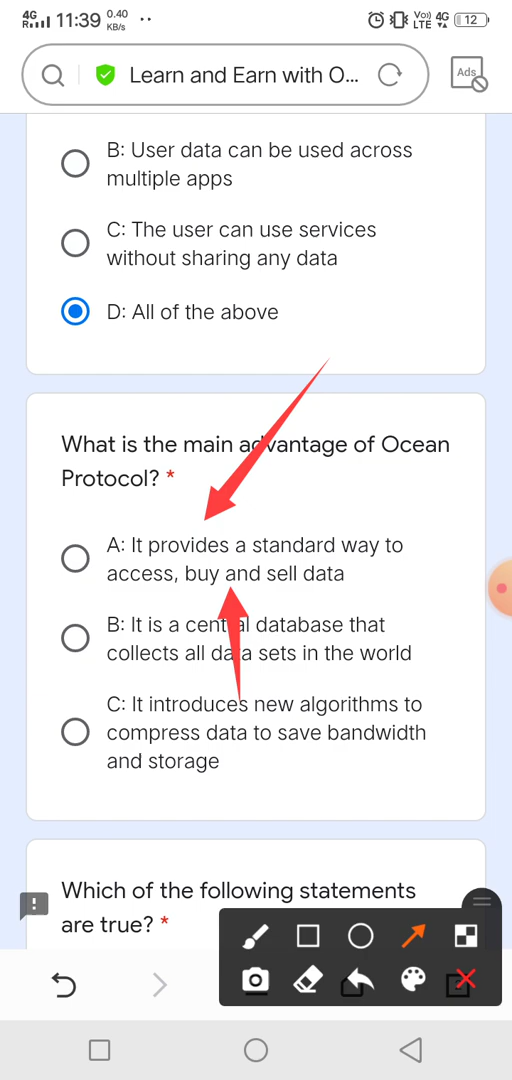 4G R 11:39 0.40 KB/s ·· Vo) LTE 4G 12
Learn and Earn with O... Ads
B: User data can be used across
multiple apps
C: The user can use services
without sharing any data
D: All of the above
What is the main advantage of Ocean
Protocol? *
A: It provides a standard way to
access, buy and sell data
B: It is a central database that
collects all data sets in the world
C: It introduces new algorithms to
compress data to save bandwidth
and storage
Which of the following statements
are true? *